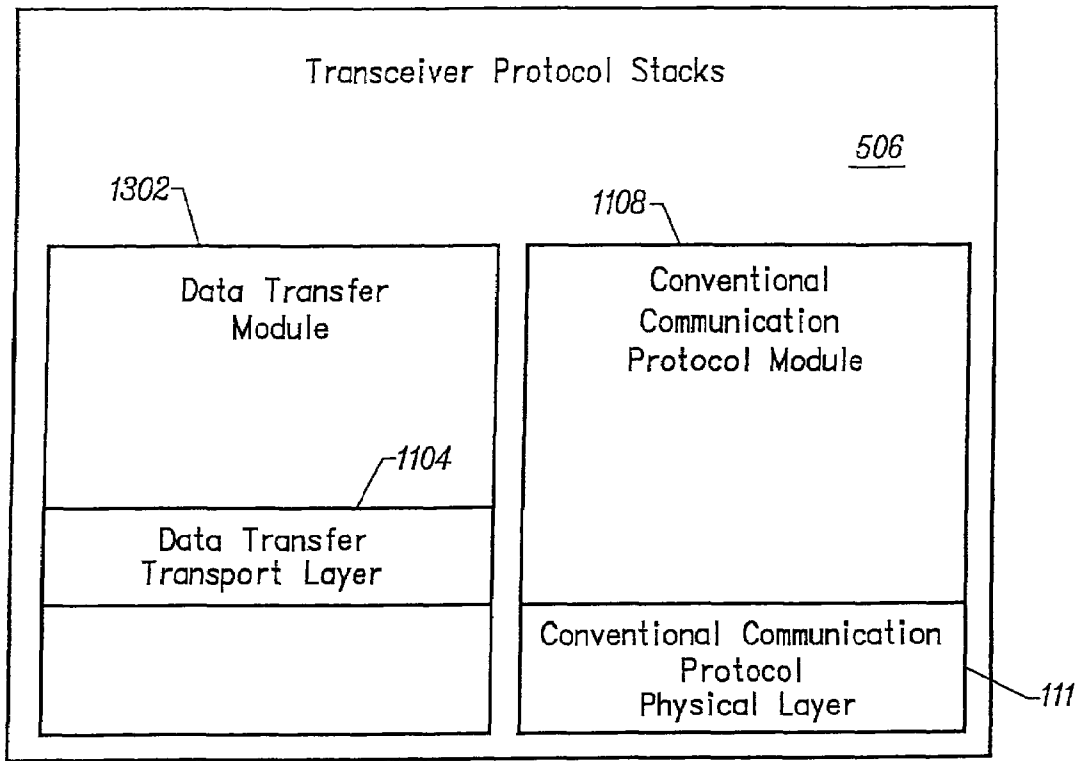 Transceiver Protocol Stacks
506
1302
1108
Data Transfer
Module
Conventional
Communication
Protocol Module
1104
Data Transfer
Transport Layer
Conventional Communication
Protocol
Physical Layer
111